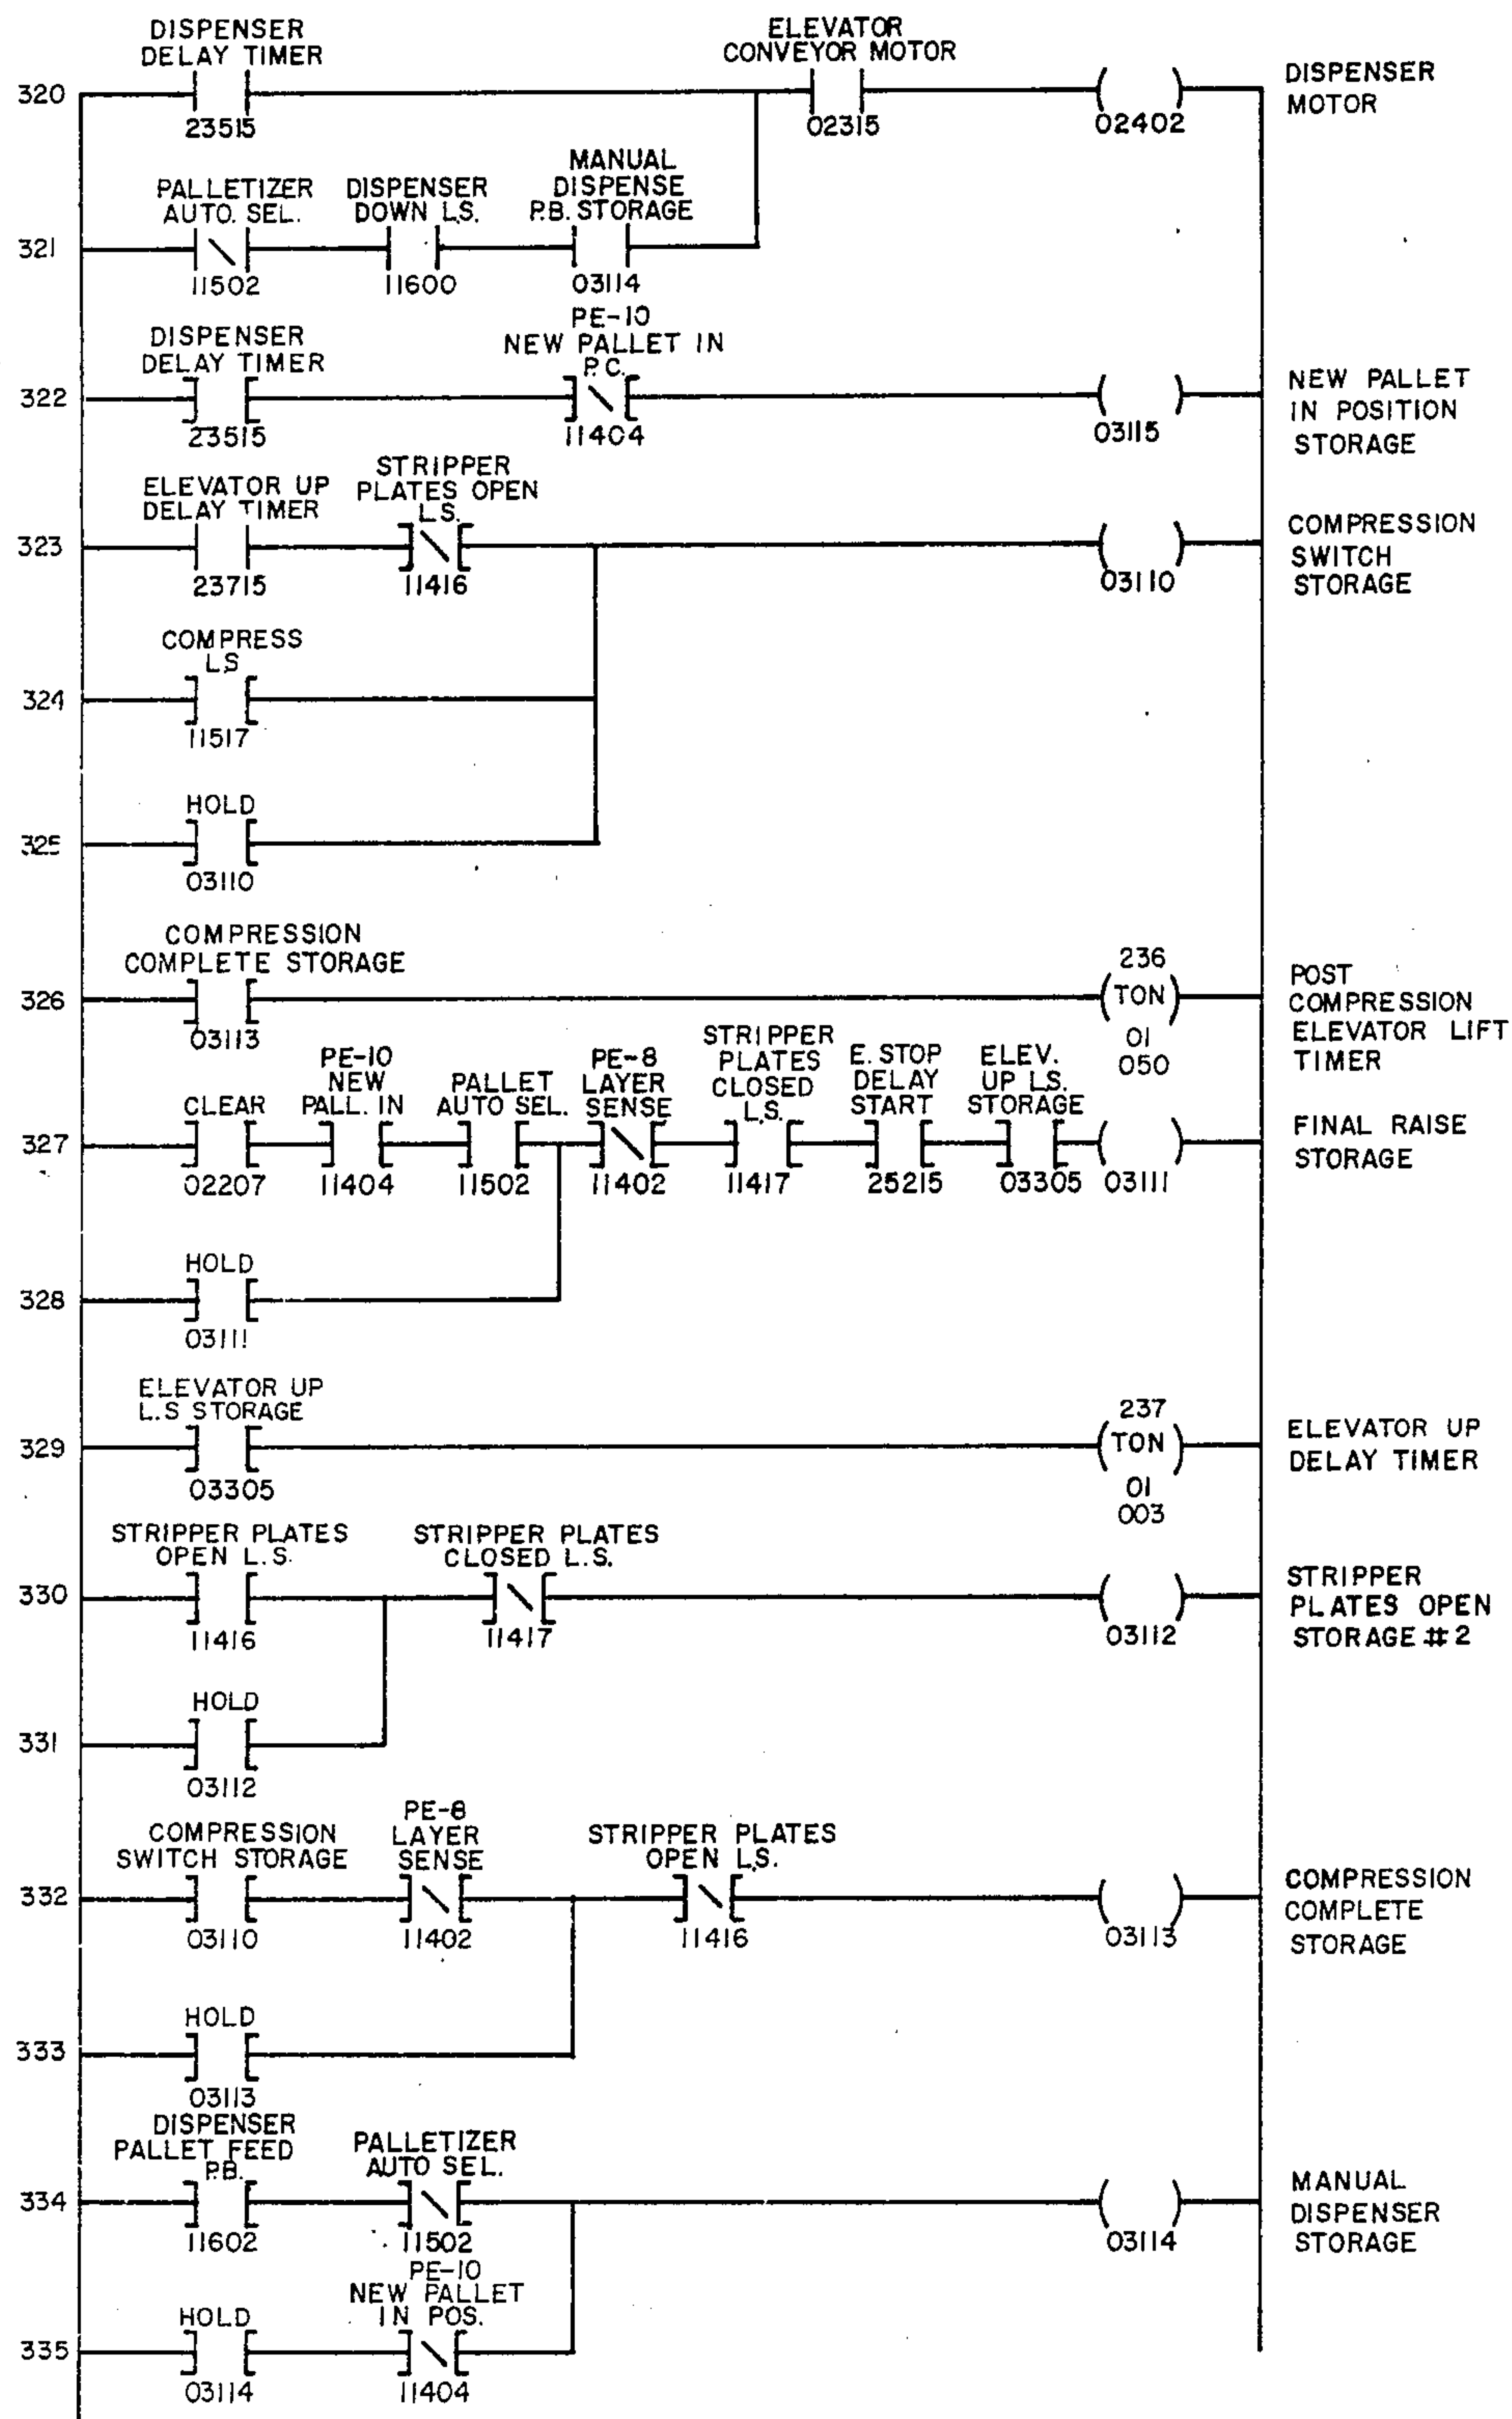 DISPENSER
DELAY TIMER
ELEVATOR
CONVEYOR MOTOR
320
23515
02315
02402
DISPENSER
MOTOR
PALLETIZER
AUTO. SEL.
DISPENSER
DOWN L.S.
MANUAL
DISPENSE
P.B. STORAGE
321
11502
11600
03114
DISPENSER
DELAY TIMER
PE-10
NEW PALLET IN
P.C.
322
23515
11404
03115
NEW PALLET
IN POSITION
STORAGE
ELEVATOR UP
DELAY TIMER
STRIPPER
PLATES OPEN
L.S.
323
23715
11416
03110
COMPRESSION
SWITCH
STORAGE
COMPRESS
L.S
324
11517
HOLD
325
03110
COMPRESSION
COMPLETE STORAGE
326
03113
236
TON
01
050
POST
COMPRESSION
ELEVATOR LIFT
TIMER
CLEAR
PE-10
NEW
PALL. IN
PALLET
AUTO SEL.
PE-8
LAYER
SENSE
STRIPPER
PLATES
CLOSED
L.S.
E. STOP
DELAY
START
ELEV.
UP LS.
STORAGE
327
02207
11404
11502
11402
11417
25215
03305
03111
FINAL RAISE
STORAGE
HOLD
328
03111
ELEVATOR UP
L.S STORAGE
329
03305
237
TON
01
003
ELEVATOR UP
DELAY TIMER
STRIPPER PLATES
OPEN L.S.
STRIPPER PLATES
CLOSED L.S.
330
11416
11417
03112
STRIPPER
PLATES OPEN
STORAGE #2
HOLD
331
03112
COMPRESSION
SWITCH STORAGE
PE-8
LAYER
SENSE
STRIPPER PLATES
OPEN L.S.
332
03110
11402
11416
03113
COMPRESSION
COMPLETE
STORAGE
HOLD
333
03113
DISPENSER
PALLET FEED
P.B.
PALLETIZER
AUTO SEL.
334
11602
11502
03114
MANUAL
DISPENSER
STORAGE
HOLD
PE-10
NEW PALLET
IN POS.
335
03114
11404